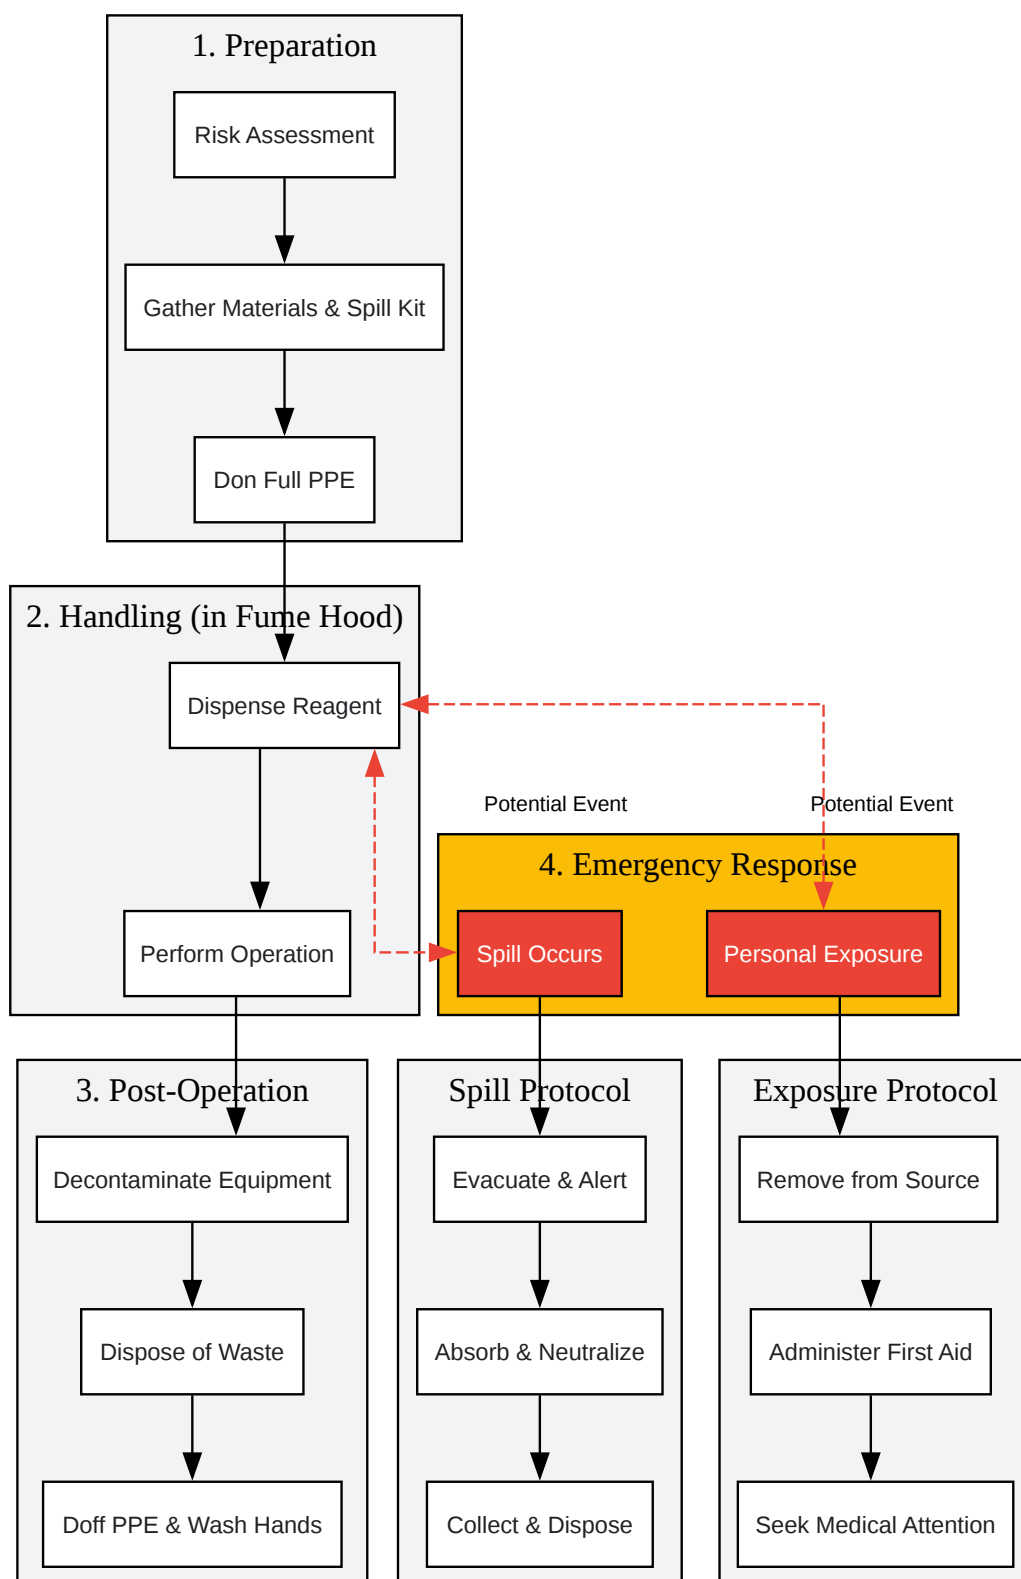 1. Preparation
Risk Assessment
Gather Materials & Spill Kit
Don Full PPE
2. Handling (in Fume Hood)
Dispense Reagent
Perform Operation
Potential Event
Potential Event
4. Emergency Response
Spill Occurs
Personal Exposure
3. Post-Operation
Decontaminate Equipment
Dispose of Waste
Doff PPE & Wash Hands
Spill Protocol
Evacuate & Alert
Absorb & Neutralize
Collect & Dispose
Exposure Protocol
Remove from Source
Administer First Aid
Seek Medical Attention